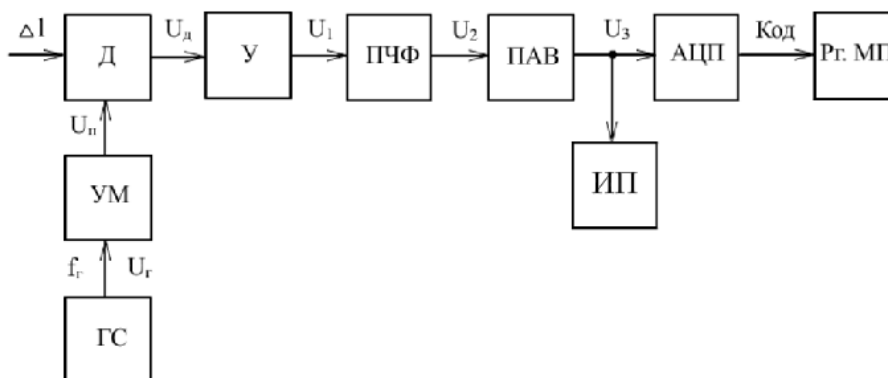 Δl
Д
Uд
У
U1
ПЧФ
U2
ПАВ
U3
АЦП
Код
Рг. МП
Uп
УМ
ИП
fг
Uг
ГС